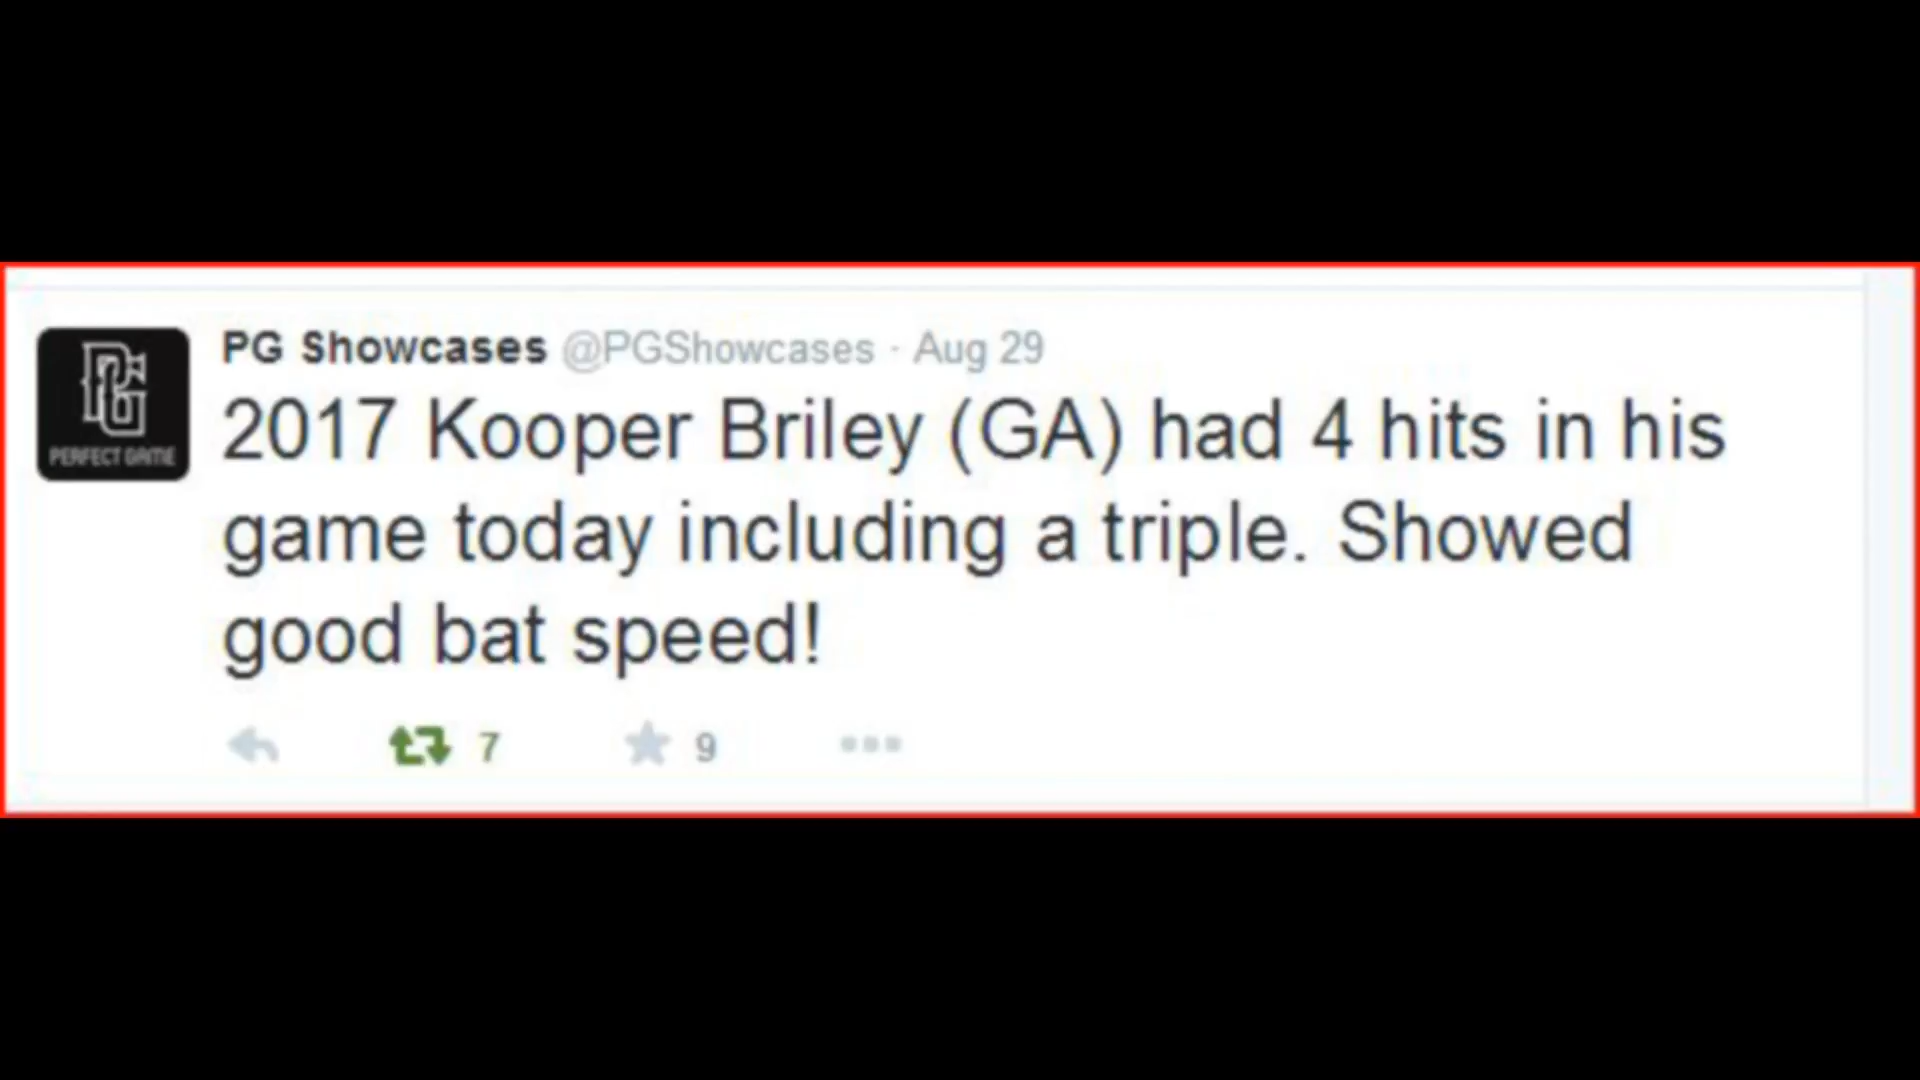 PG Showcases @PGShowcases · Aug 29
2017 Kooper Briley (GA) had 4 hits in his
game today including a triple. Showed
good bat speed!
7 9
PG
PERFECT GAME